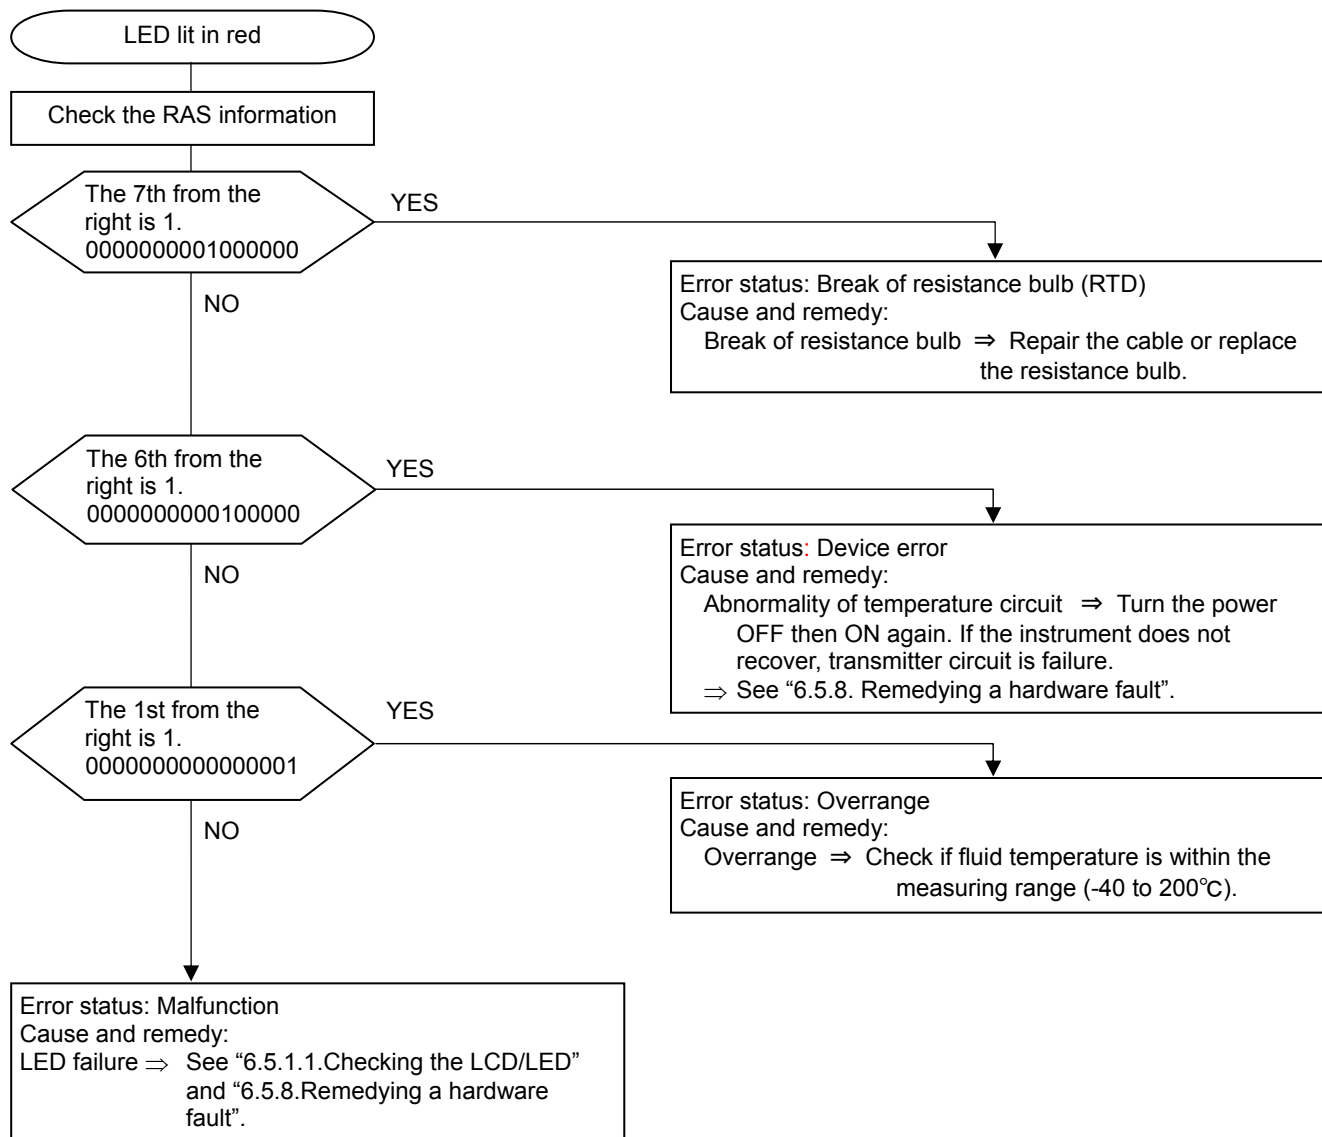 LED lit in red
Check the RAS information
The 7th from the
right is 1.
0000000001000000
YES
NO
Error status: Break of resistance bulb (RTD)
Cause and remedy:
Break of resistance bulb ⇒ Repair the cable or replace
the resistance bulb.
The 6th from the
right is 1.
0000000000100000
YES
NO
Error status: Device error
Cause and remedy:
Abnormality of temperature circuit ⇒ Turn the power
OFF then ON again. If the instrument does not
recover, transmitter circuit is failure.
⇒ See “6.5.8. Remedying a hardware fault”.
The 1st from the
right is 1.
0000000000000001
YES
NO
Error status: Overrange
Cause and remedy:
Overrange ⇒ Check if fluid temperature is within the
measuring range (-40 to 200℃).
Error status: Malfunction
Cause and remedy:
LED failure ⇒ See “6.5.1.1.Checking the LCD/LED”
and “6.5.8.Remedying a hardware
fault”.